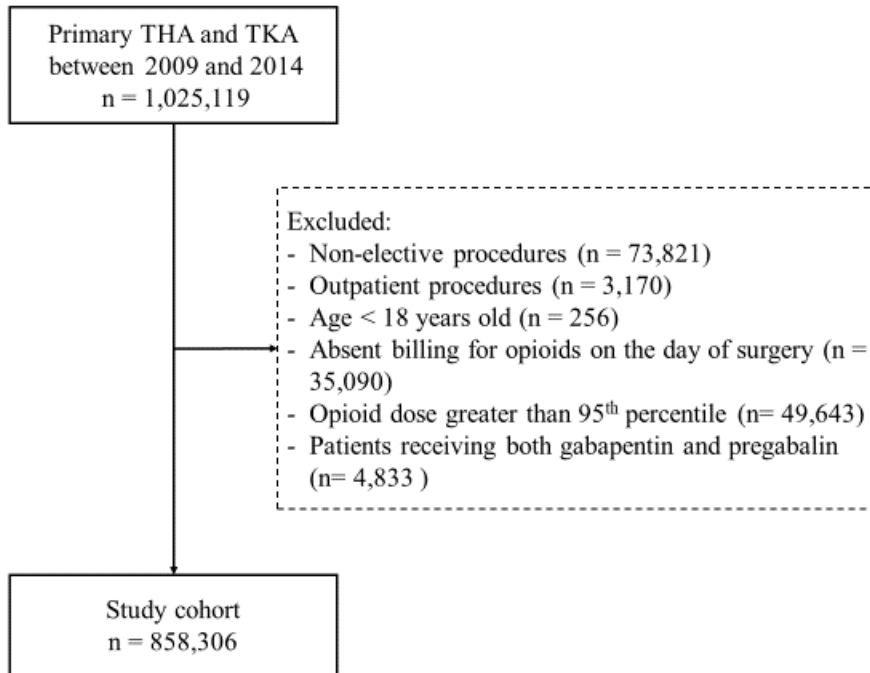 Primary THA and TKA
between 2009 and 2014
n = 1,025,119
Excluded:
- Non-elective procedures (n = 73,821)
- Outpatient procedures (n = 3,170)
- Age < 18 years old (n = 256)
- Absent billing for opioids on the day of surgery (n =
35,090)
- Opioid dose greater than 95th percentile (n= 49,643)
- Patients receiving both gabapentin and pregabalin
(n= 4,833 )
Study cohort
n = 858,306